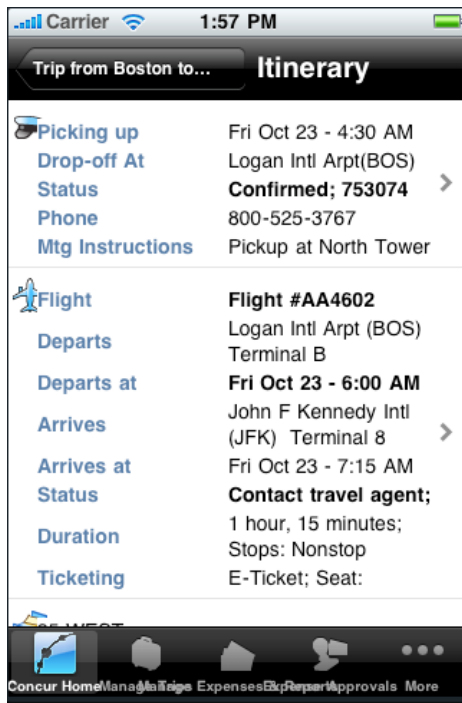 Carrier 1:57 PM
Trip from Boston to... Itinerary
Picking up Fri Oct 23 - 4:30 AM
Drop-off At Logan Intl Arpt(BOS)
Status Confirmed; 753074
Phone 800-525-3767
Mtg Instructions Pickup at North Tower
Flight Flight #AA4602
Departs Logan Intl Arpt (BOS)
Terminal B
Departs at Fri Oct 23 - 6:00 AM
Arrives John F Kennedy Intl
(JFK) Terminal 8
Arrives at Fri Oct 23 - 7:15 AM
Status Contact travel agent;
Duration 1 hour, 15 minutes;
Stops: Nonstop
Ticketing E-Ticket; Seat:
WEST
Concur Home Manage Trips Expenses Approvals More